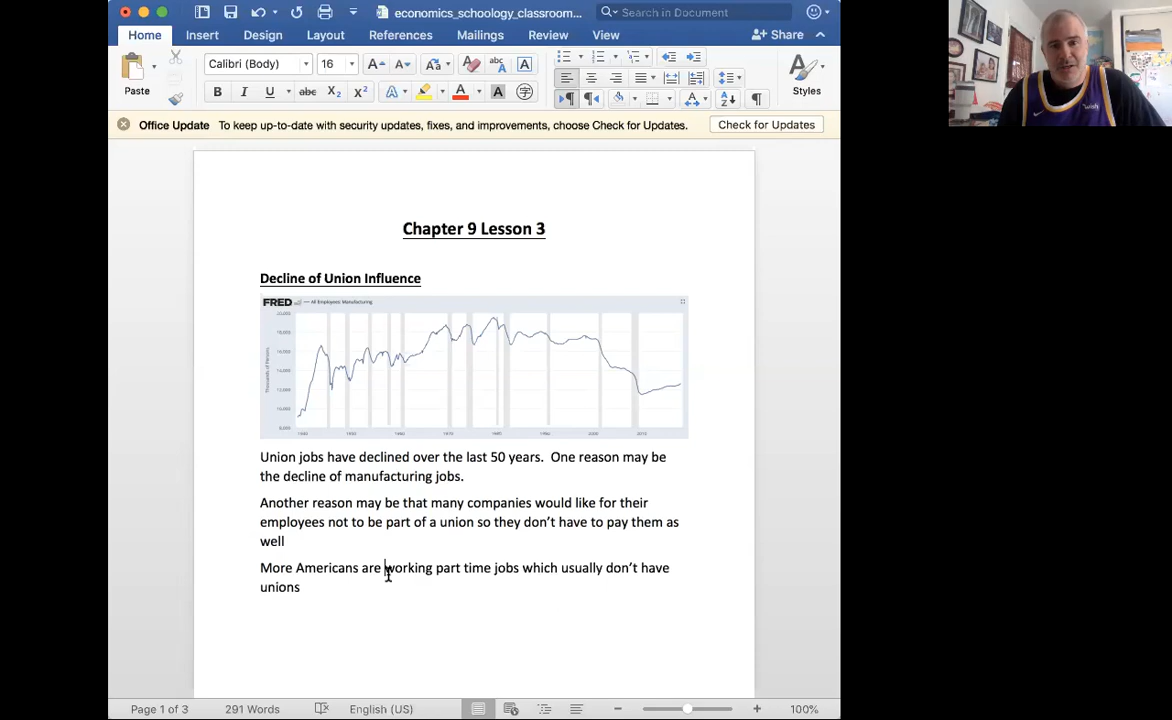 economics_schoology_classroom...
Search in Document
Home Insert Design Layout References Mailings Review View Share
Paste
Calibri (Body) 16
Styles
Office Update To keep up-to-date with security updates, fixes, and improvements, choose Check for Updates. Check for Updates
Chapter 9 Lesson 3
Decline of Union Influence
FRED All Employees: Manufacturing
Union jobs have declined over the last 50 years. One reason may be
the decline of manufacturing jobs.
Another reason may be that many companies would like for their
employees not to be part of a union so they don't have to pay them as
well
More Americans are working part time jobs which usually don't have
unions
Page 1 of 3 291 Words English (US) 100%